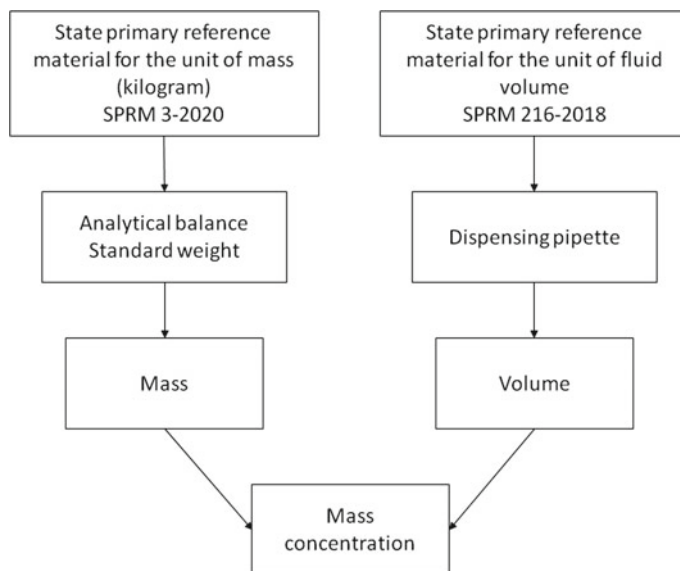 State primary reference
material for the unit of mass
(kilogram)
SPRM 3-2020
State primary reference
material for the unit of fluid
volume
SPRM 216-2018
Analytical balance
Standard weight
Dispensing pipette
Mass
Volume
Mass
concentration